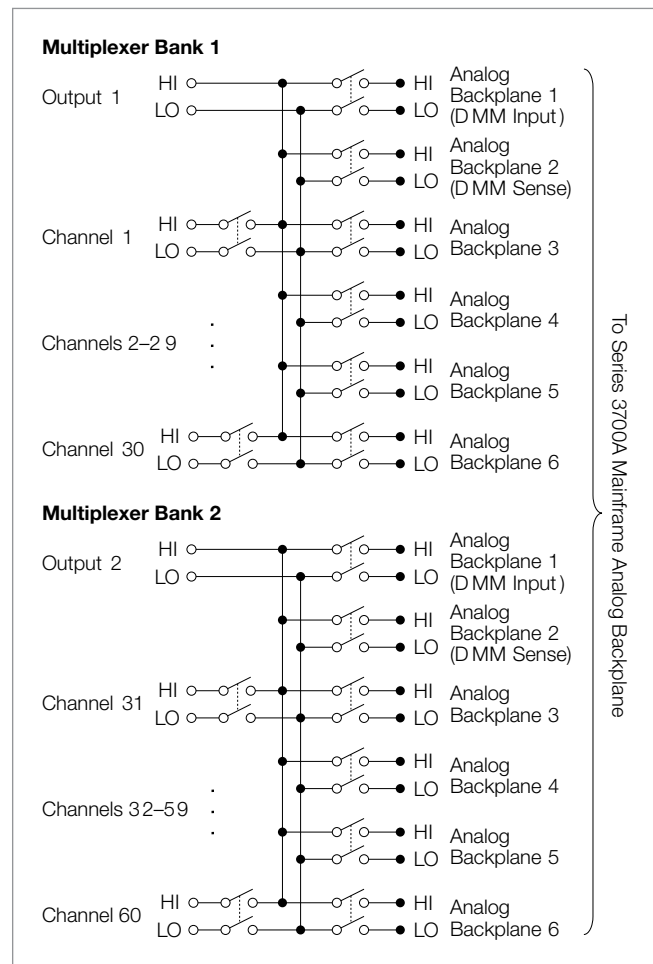 Multiplexer Bank 1
Output 1
HI
LO
HI
LO
Analog
Backplane 1
(DMM Input)
HI
LO
Analog
Backplane 2
(DMM Sense)
Channel 1
HI
LO
HI
LO
Analog
Backplane 3
HI
LO
Analog
Backplane 4
Channels 2–29
HI
LO
Analog
Backplane 5
Channel 30
HI
LO
HI
LO
Analog
Backplane 6
Multiplexer Bank 2
Output 2
HI
LO
HI
LO
Analog
Backplane 1
(DMM Input)
HI
LO
Analog
Backplane 2
(DMM Sense)
Channel 31
HI
LO
HI
LO
Analog
Backplane 3
HI
LO
Analog
Backplane 4
Channels 32–59
HI
LO
Analog
Backplane 5
Channel 60
HI
LO
HI
LO
Analog
Backplane 6
To Series 3700A Mainframe Analog Backplane